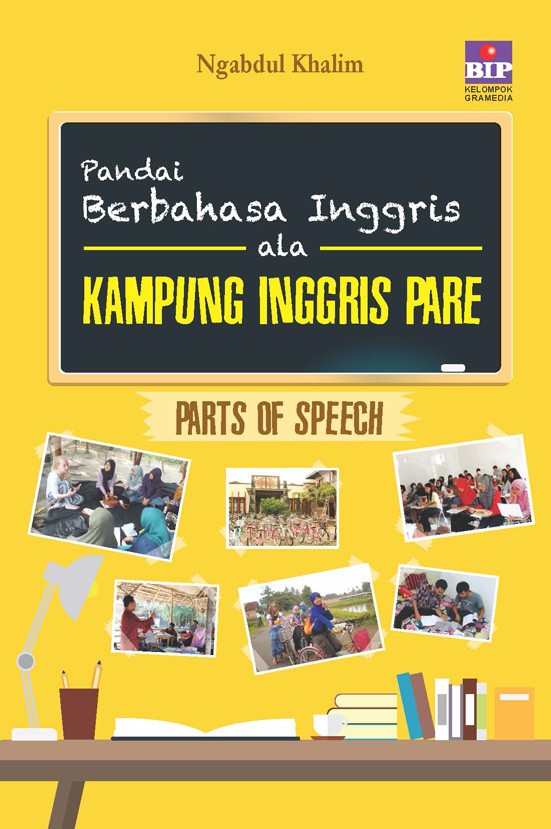 Ngabdul Khalim
BIP
KELOMPOK
GRAMEDIA
Pandai
Berbahasa Inggris
ala
KAMPUNG INGGRIS PARE
PARTS OF SPEECH